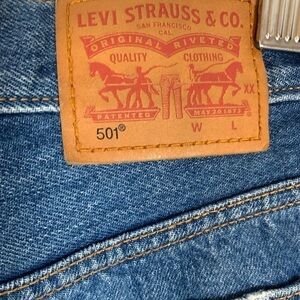 LEVI STRAUSS & CO.
SAN FRANCISCO
CAL
ORIGINAL RIVETED
QUALITY CLOTHING
XX
PATENTED MAY 20 1873
501® W L